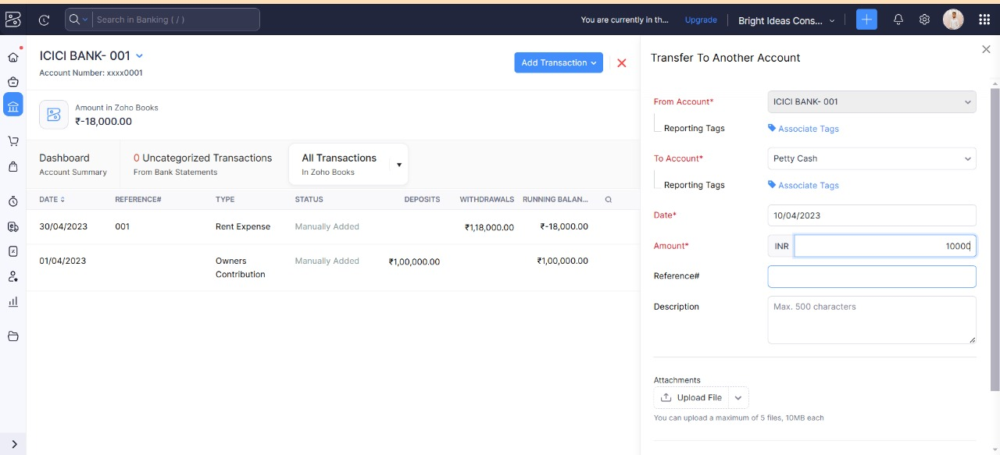 Search in Banking ( / )
You are currently in th...
Upgrade
Bright Ideas Cons...
ICICI BANK- 001
Account Number: xxxx0001
Add Transaction
Amount in Zoho Books
₹-18,000.00
Dashboard
Account Summary
0 Uncategorized Transactions
From Bank Statements
All Transactions
In Zoho Books
DATE REFERENCE# TYPE STATUS DEPOSITS WITHDRAWALS RUNNING BALAN...
30/04/2023 001 Rent Expense Manually Added ₹1,18,000.00 ₹-18,000.00
01/04/2023 Owners Contribution Manually Added ₹1,00,000.00 ₹1,00,000.00
Transfer To Another Account
From Account* ICICI BANK- 001
Reporting Tags Associate Tags
To Account* Petty Cash
Reporting Tags Associate Tags
Date* 10/04/2023
Amount* INR 10000
Reference#
Description Max. 500 characters
Attachments
Upload File
You can upload a maximum of 5 files, 10MB each